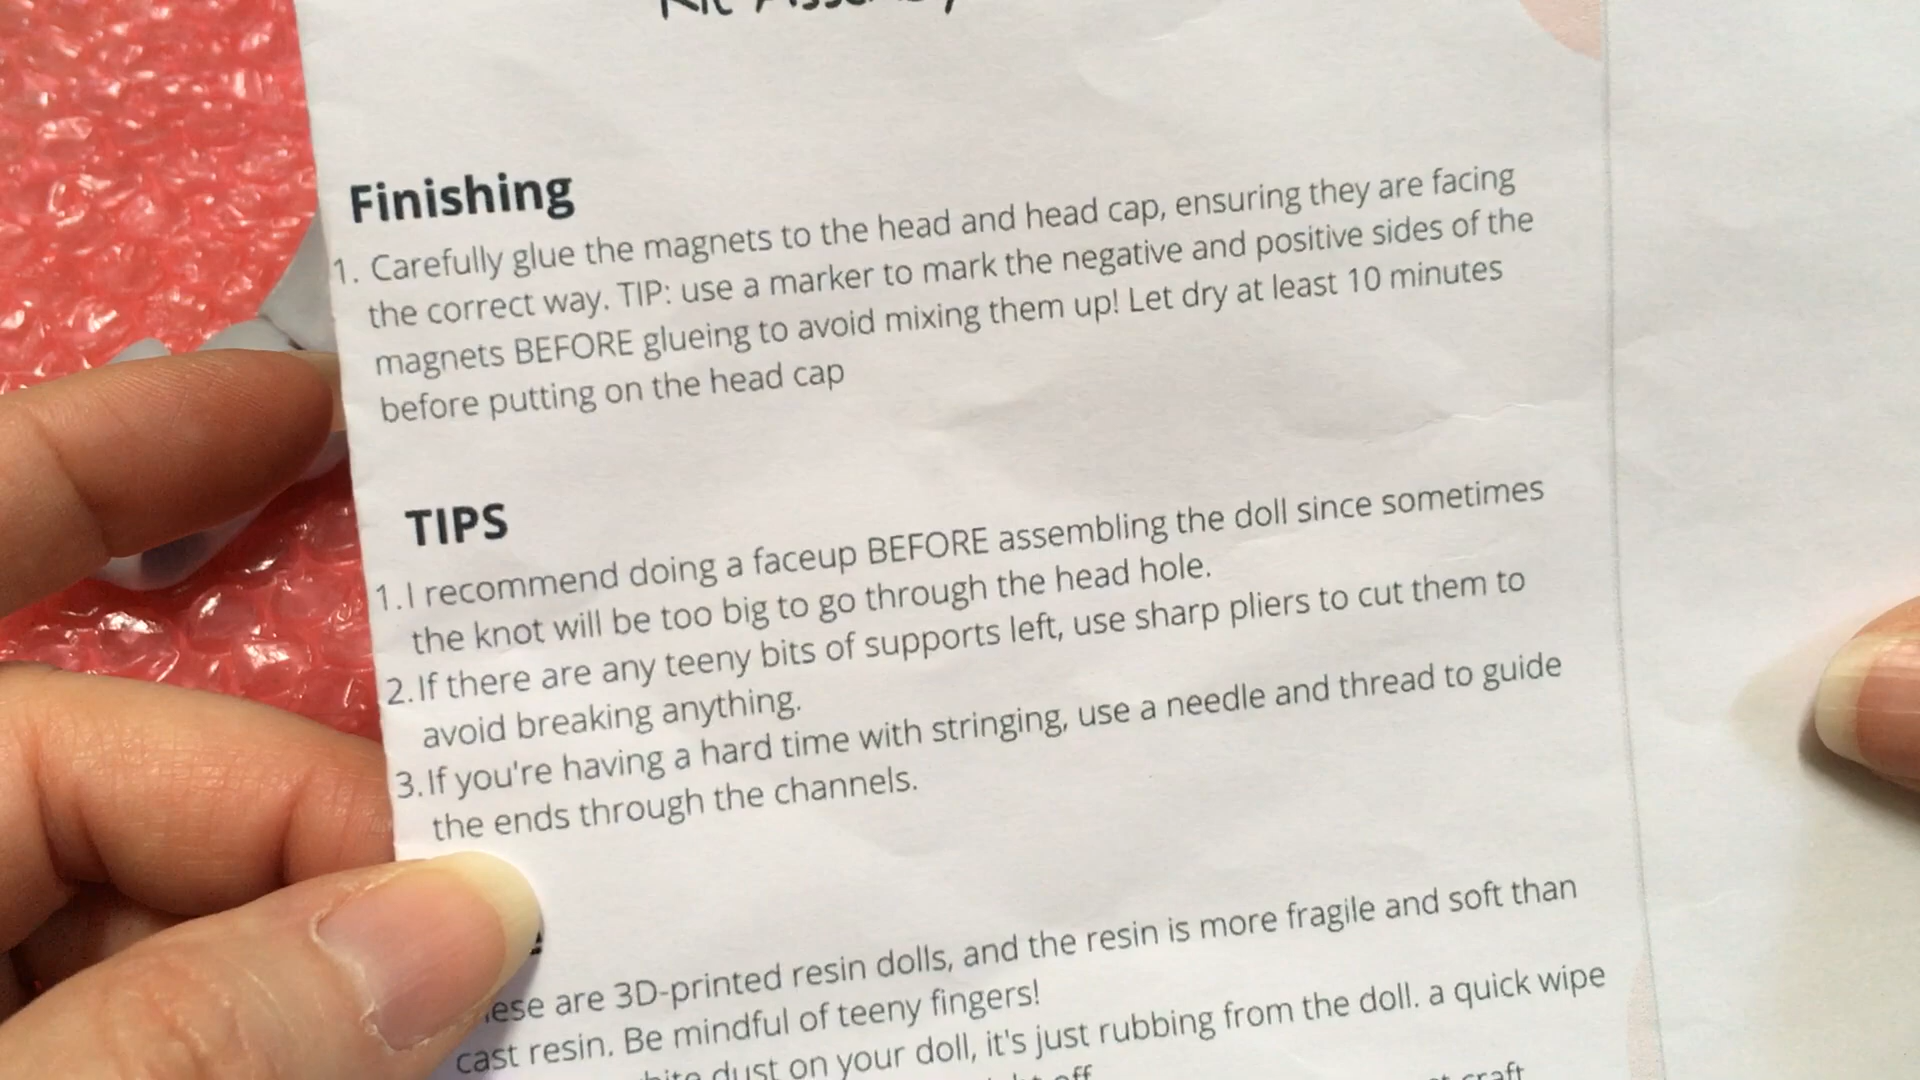 Kit Assembly
Finishing
1. Carefully glue the magnets to the head and head cap, ensuring they are facing
the correct way. TIP: use a marker to mark the negative and positive sides of the
magnets BEFORE glueing to avoid mixing them up! Let dry at least 10 minutes
before putting on the head cap
TIPS
1.I recommend doing a faceup BEFORE assembling the doll since sometimes
the knot will be too big to go through the head hole.
2.If there are any teeny bits of supports left, use sharp pliers to cut them to
avoid breaking anything.
3.If you're having a hard time with stringing, use a needle and thread to guide
the ends through the channels.
are 3D-printed resin dolls, and the resin is more fragile and soft than
cast resin. Be mindful of teeny fingers!
dust on your doll, it's just rubbing from the doll. a quick wipe
off
craft